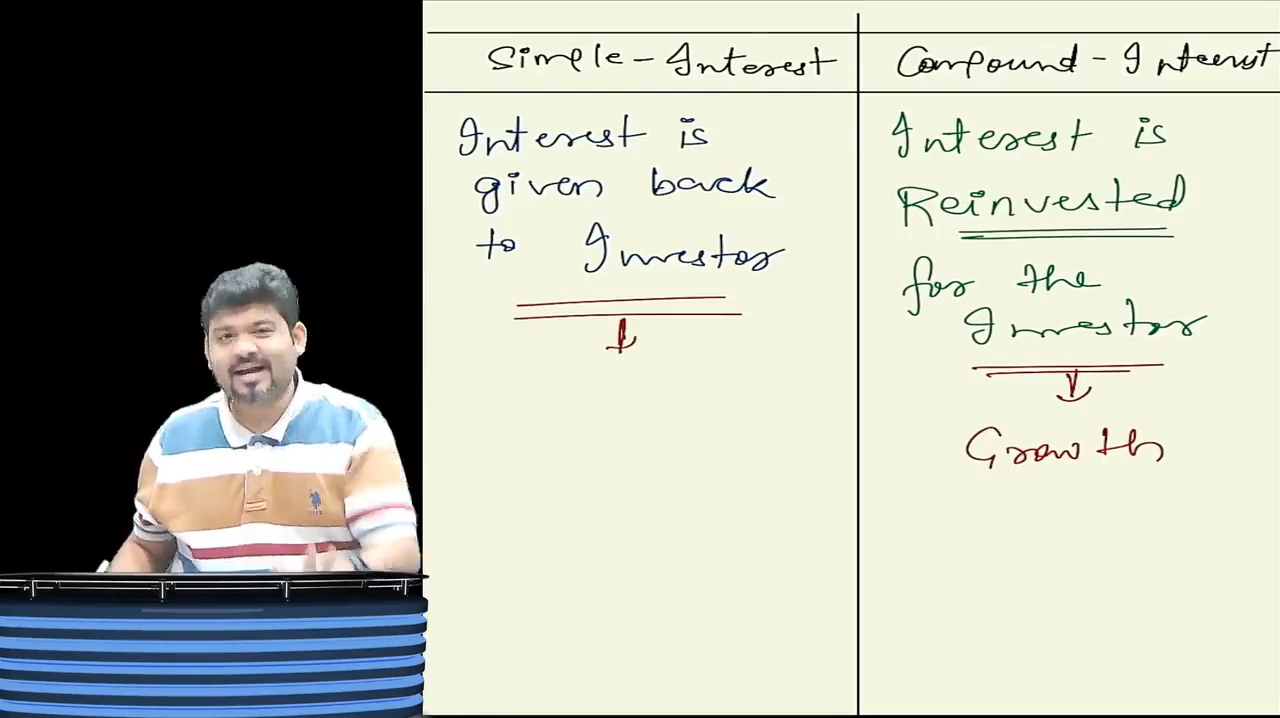 Simple - Interest
Compound - Interest
Interest is
given back
to Investor
Interest is
Reinvested
for the
Investor
Growth